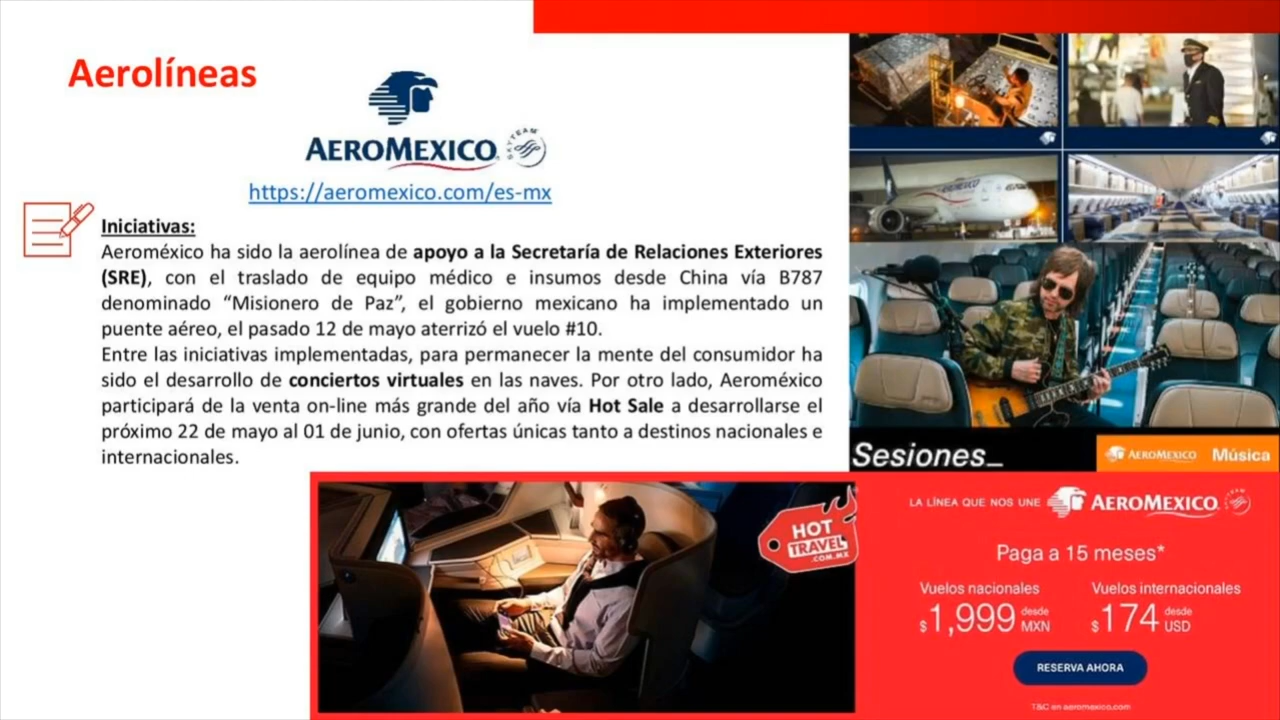 Aerolíneas
AEROMEXICO
SKYTEAM
https://aeromexico.com/es-mx
Iniciativas:
Aeroméxico ha sido la aerolínea de apoyo a la Secretaría de Relaciones Exteriores
(SRE), con el traslado de equipo médico e insumos desde China vía B787
denominado “Misionero de Paz”, el gobierno mexicano ha implementado un
puente aéreo, el pasado 12 de mayo aterrizó el vuelo #10.
Entre las iniciativas implementadas, para permanecer la mente del consumidor ha
sido el desarrollo de conciertos virtuales en las naves. Por otro lado, Aeroméxico
participará de la venta on-line más grande del año vía Hot Sale a desarrollarse el
próximo 22 de mayo al 01 de junio, con ofertas únicas tanto a destinos nacionales e
internacionales.
AEROMEXICO
Sesiones_
AEROMEXICO Música
HOT
TRAVEL
.COM.MX
LA LÍNEA QUE NOS UNE AEROMEXICO.
Paga a 15 meses*
Vuelos nacionales
$1,999 desde MXN
Vuelos internacionales
$174 desde USD
RESERVA AHORA
T&C en aeromexico.com